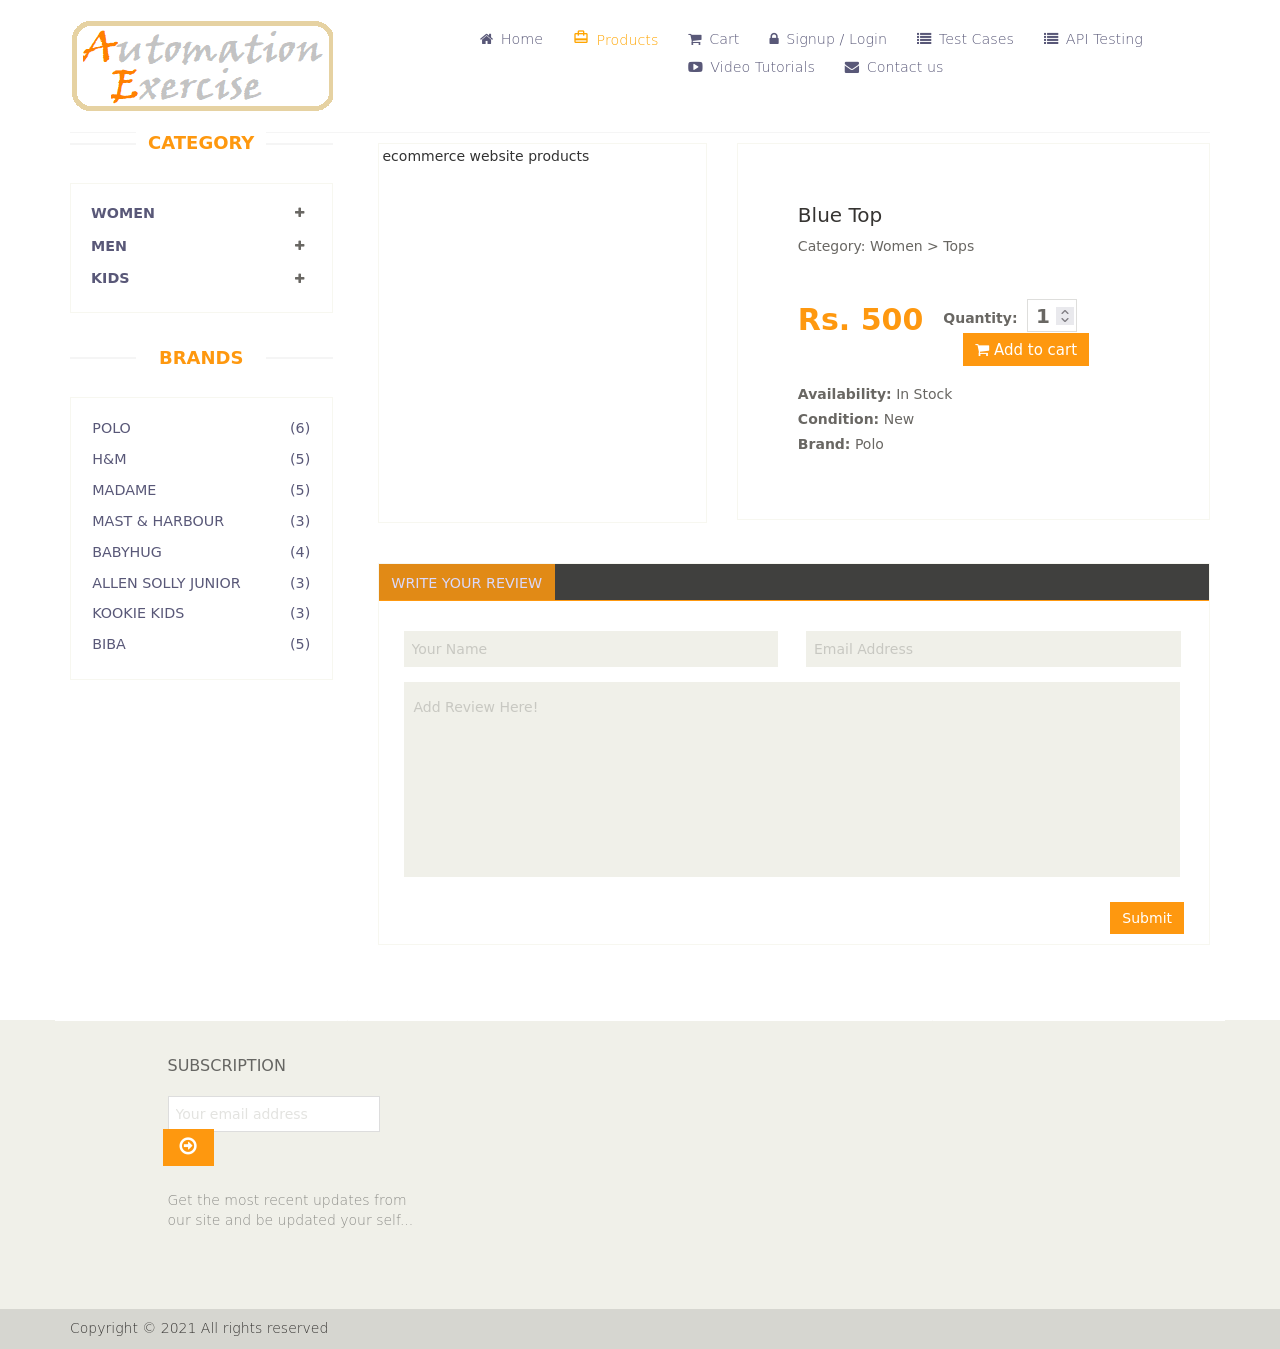 Automation
Exercise
Home
Products
Cart
Signup / Login
Test Cases
API Testing
Video Tutorials
Contact us
CATEGORY
WOMEN
MEN
KIDS
BRANDS
POLO (6)
H&M (5)
MADAME (5)
MAST & HARBOUR (3)
BABYHUG (4)
ALLEN SOLLY JUNIOR (3)
KOOKIE KIDS (3)
BIBA (5)
ecommerce website products
Blue Top
Category: Women > Tops
Rs. 500 Quantity: 1
Add to cart
Availability: In Stock
Condition: New
Brand: Polo
WRITE YOUR REVIEW
Your Name
Email Address
Add Review Here!
Submit
SUBSCRIPTION
Your email address
Get the most recent updates from
our site and be updated your self...
Copyright © 2021 All rights reserved